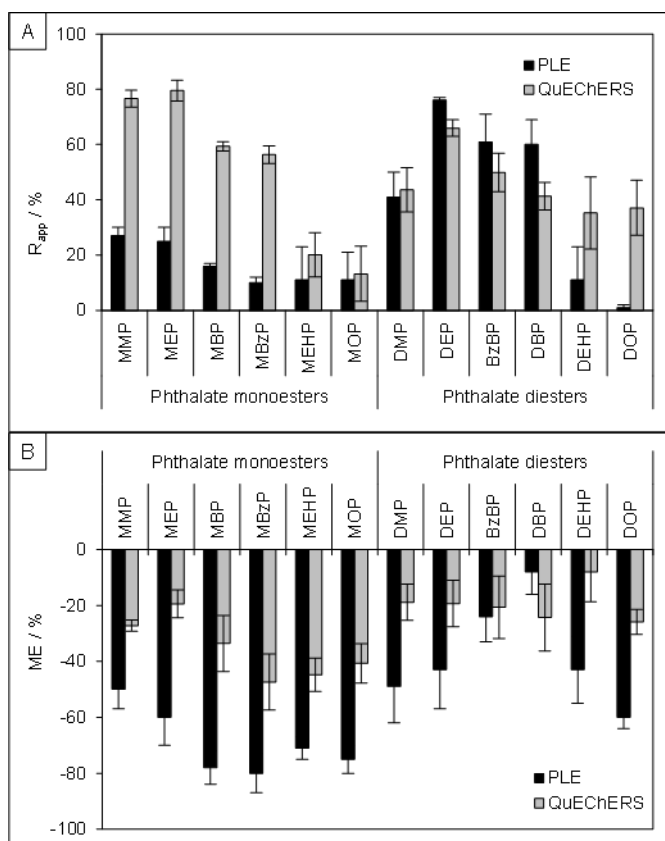 A
100
80
60
40
20
0
R_app / %
PLE
QuEChERS
MMP MEP MBP MBzP MEHP MOP DMP DEP BzBP DBP DEHP DOP
Phthalate monoesters Phthalate diesters
B
Phthalate monoesters Phthalate diesters
MMP MEP MBP MBzP MEHP MOP DMP DEP BzBP DBP DEHP DOP
0
-20
-40
-60
-80
-100
ME / %
PLE
QuEChERS